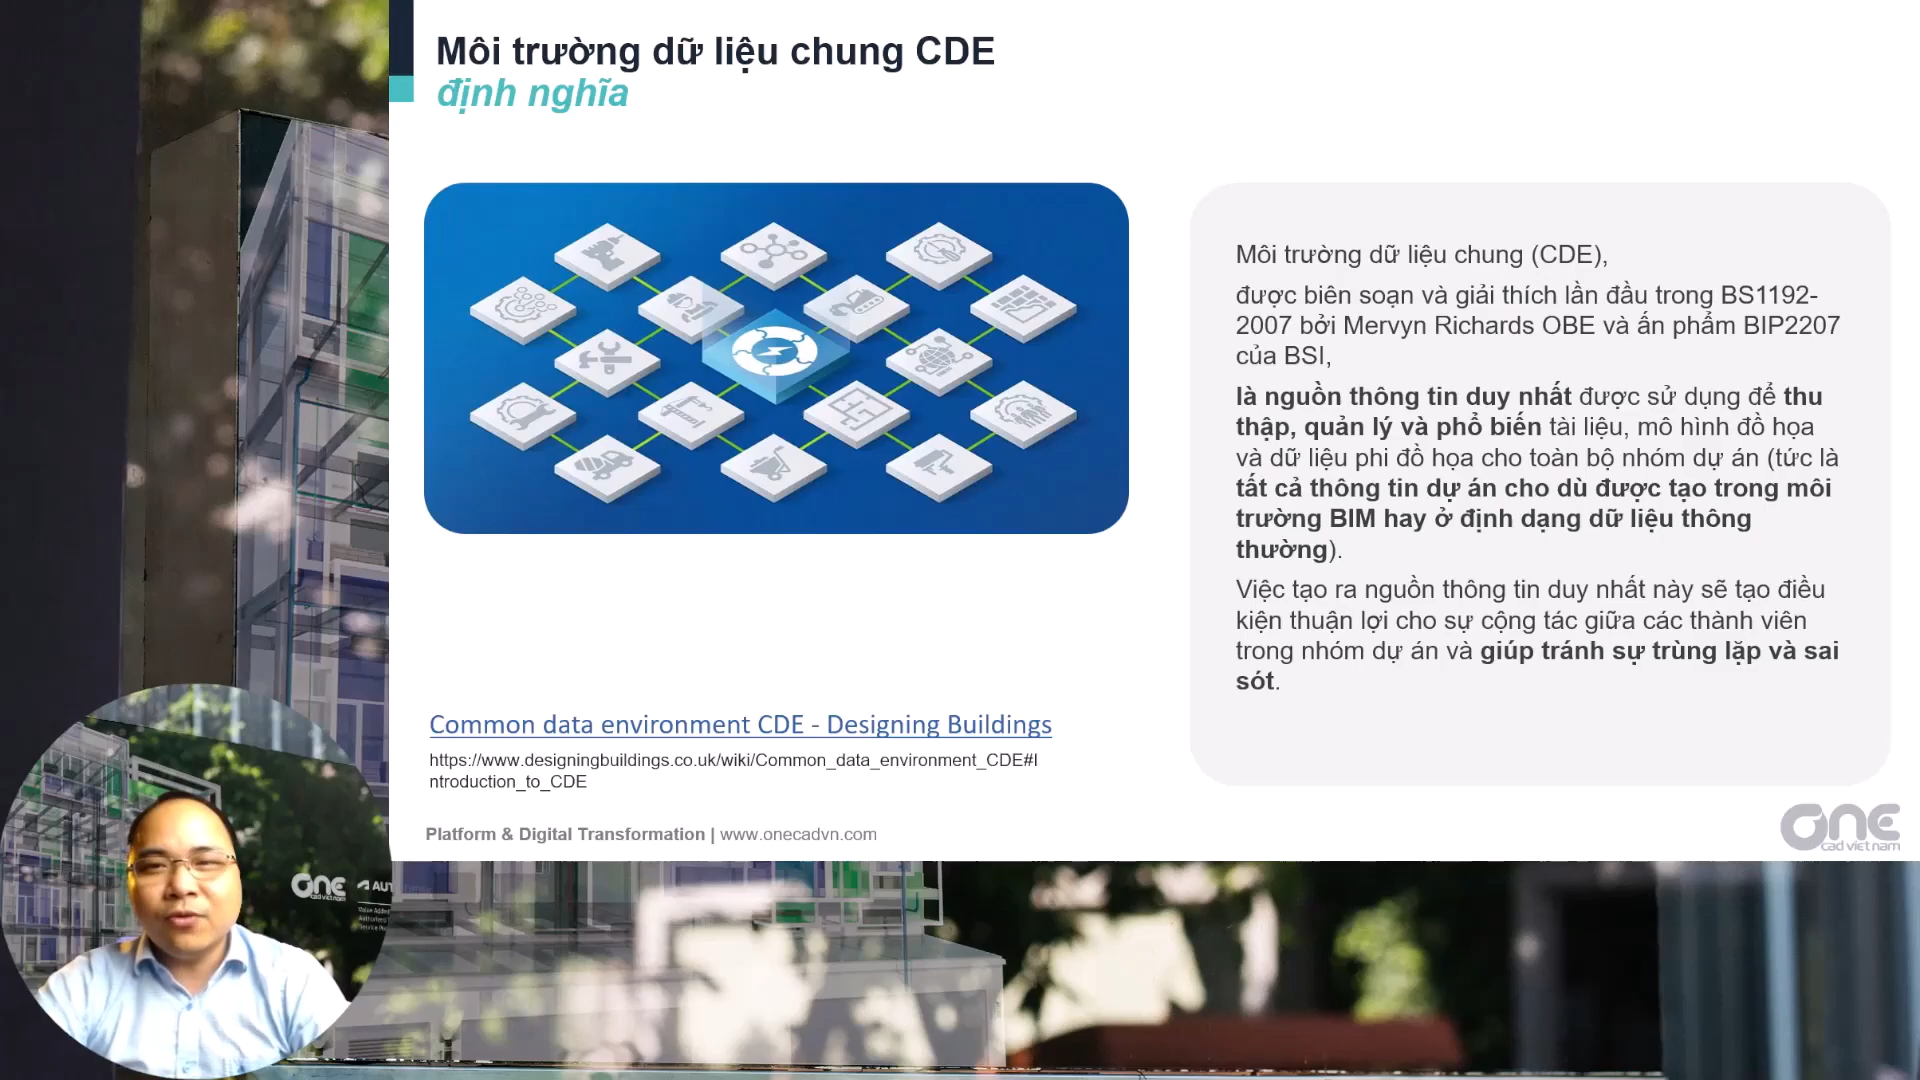 Môi trường dữ liệu chung CDE
định nghĩa
Môi trường dữ liệu chung (CDE),
được biên soạn và giải thích lần đầu trong BS1192-
2007 bởi Mervyn Richards OBE và ấn phẩm BIP2207
của BSI,
là nguồn thông tin duy nhất được sử dụng để thu
thập, quản lý và phổ biến tài liệu, mô hình đồ họa
và dữ liệu phi đồ họa cho toàn bộ nhóm dự án (tức là
tất cả thông tin dự án cho dù được tạo trong môi
trường BIM hay ở định dạng dữ liệu thông
thường).
Việc tạo ra nguồn thông tin duy nhất này sẽ tạo điều
kiện thuận lợi cho sự cộng tác giữa các thành viên
trong nhóm dự án và giúp tránh sự trùng lặp và sai
sót.
Common data environment CDE - Designing Buildings
https://www.designingbuildings.co.uk/wiki/Common_data_environment_CDE#I
ntroduction_to_CDE
Platform & Digital Transformation | www.onecadvn.com
one
cad vietnam
one
cad vietnam
AUT